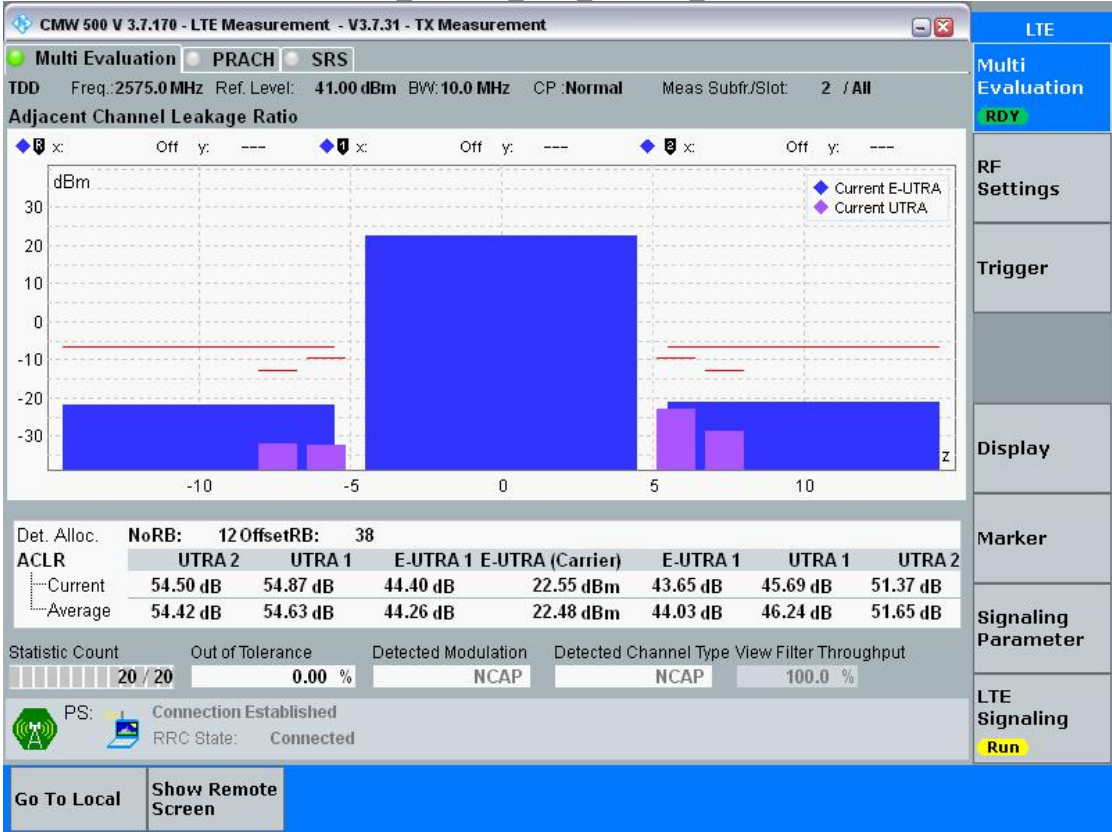 CMW 500 V 3.7.170 - LTE Measurement - V3.7.31 - TX Measurement
LTE
Multi Evaluation PRACH SRS
Multi
Evaluation
RDY
TDD Freq.:2575.0 MHz Ref. Level: 41.00 dBm BW:10.0 MHz CP :Normal Meas Subfr./Slot: 2 / All
Adjacent Channel Leakage Ratio
R x: Off y: --- 1 x: Off y: --- 2 x: Off y: ---
dBm
Current E-UTRA
Current UTRA
30
20
10
0
-10
-20
-30
z
-10 -5 0 5 10
RF
Settings
Trigger
Display
Marker
Signaling
Parameter
LTE
Signaling
Run
Det. Alloc. NoRB: 12 OffsetRB: 38
ACLR UTRA 2 UTRA 1 E-UTRA 1 E-UTRA (Carrier) E-UTRA 1 UTRA 1 UTRA 2
Current 54.50 dB 54.87 dB 44.40 dB 22.55 dBm 43.65 dB 45.69 dB 51.37 dB
Average 54.42 dB 54.63 dB 44.26 dB 22.48 dBm 44.03 dB 46.24 dB 51.65 dB
Statistic Count Out of Tolerance Detected Modulation Detected Channel Type View Filter Throughput
20 / 20 0.00 % NCAP NCAP 100.0 %
PS: Connection Established
RRC State: Connected
Go To Local
Show Remote
Screen